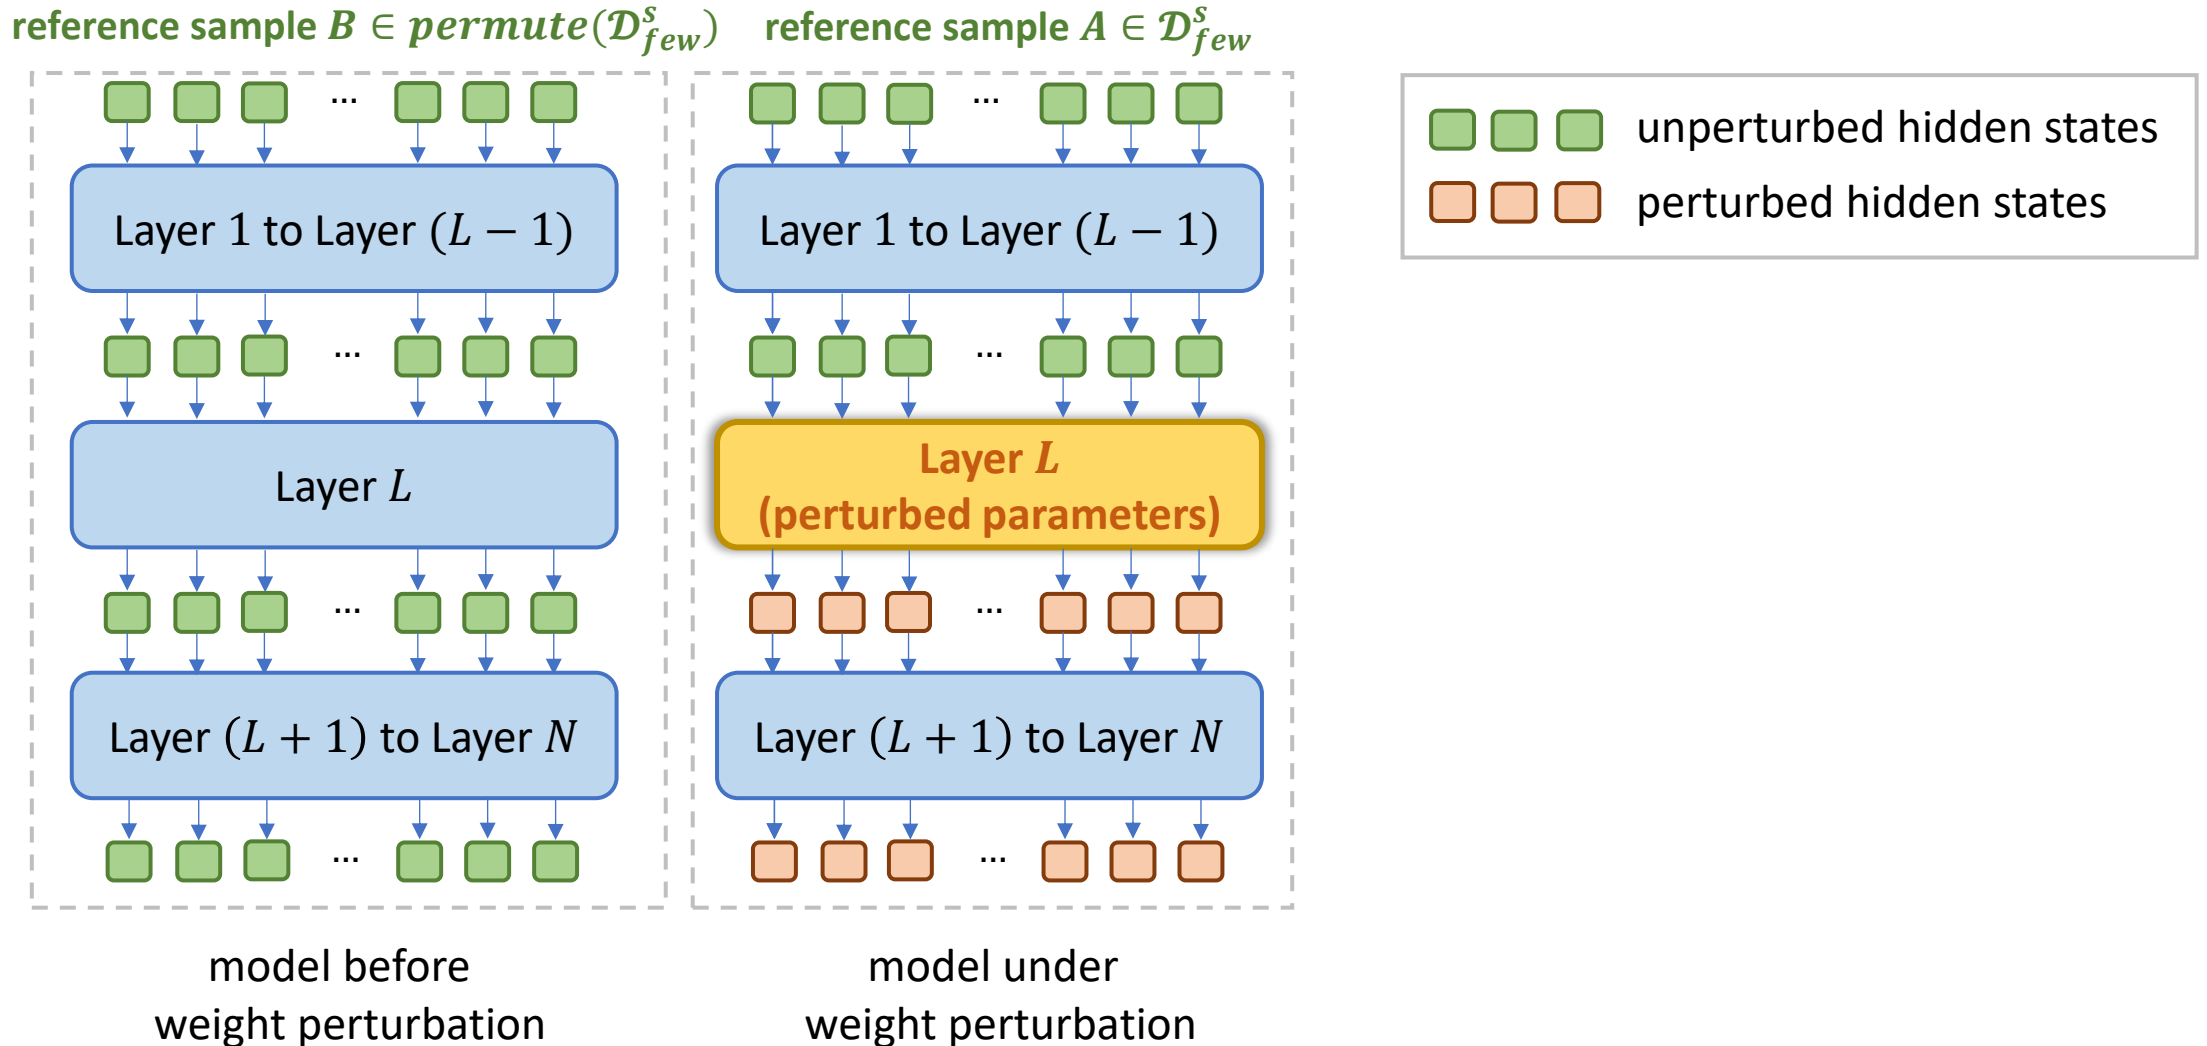 reference sample B ∈ permute(𝒟ˢ_few)
reference sample A ∈ 𝒟ˢ_few
...
...
unperturbed hidden states
perturbed hidden states
Layer 1 to Layer (L − 1)
Layer 1 to Layer (L − 1)
...
...
Layer L
Layer L
(perturbed parameters)
...
...
Layer (L + 1) to Layer N
Layer (L + 1) to Layer N
...
...
model before
weight perturbation
model under
weight perturbation